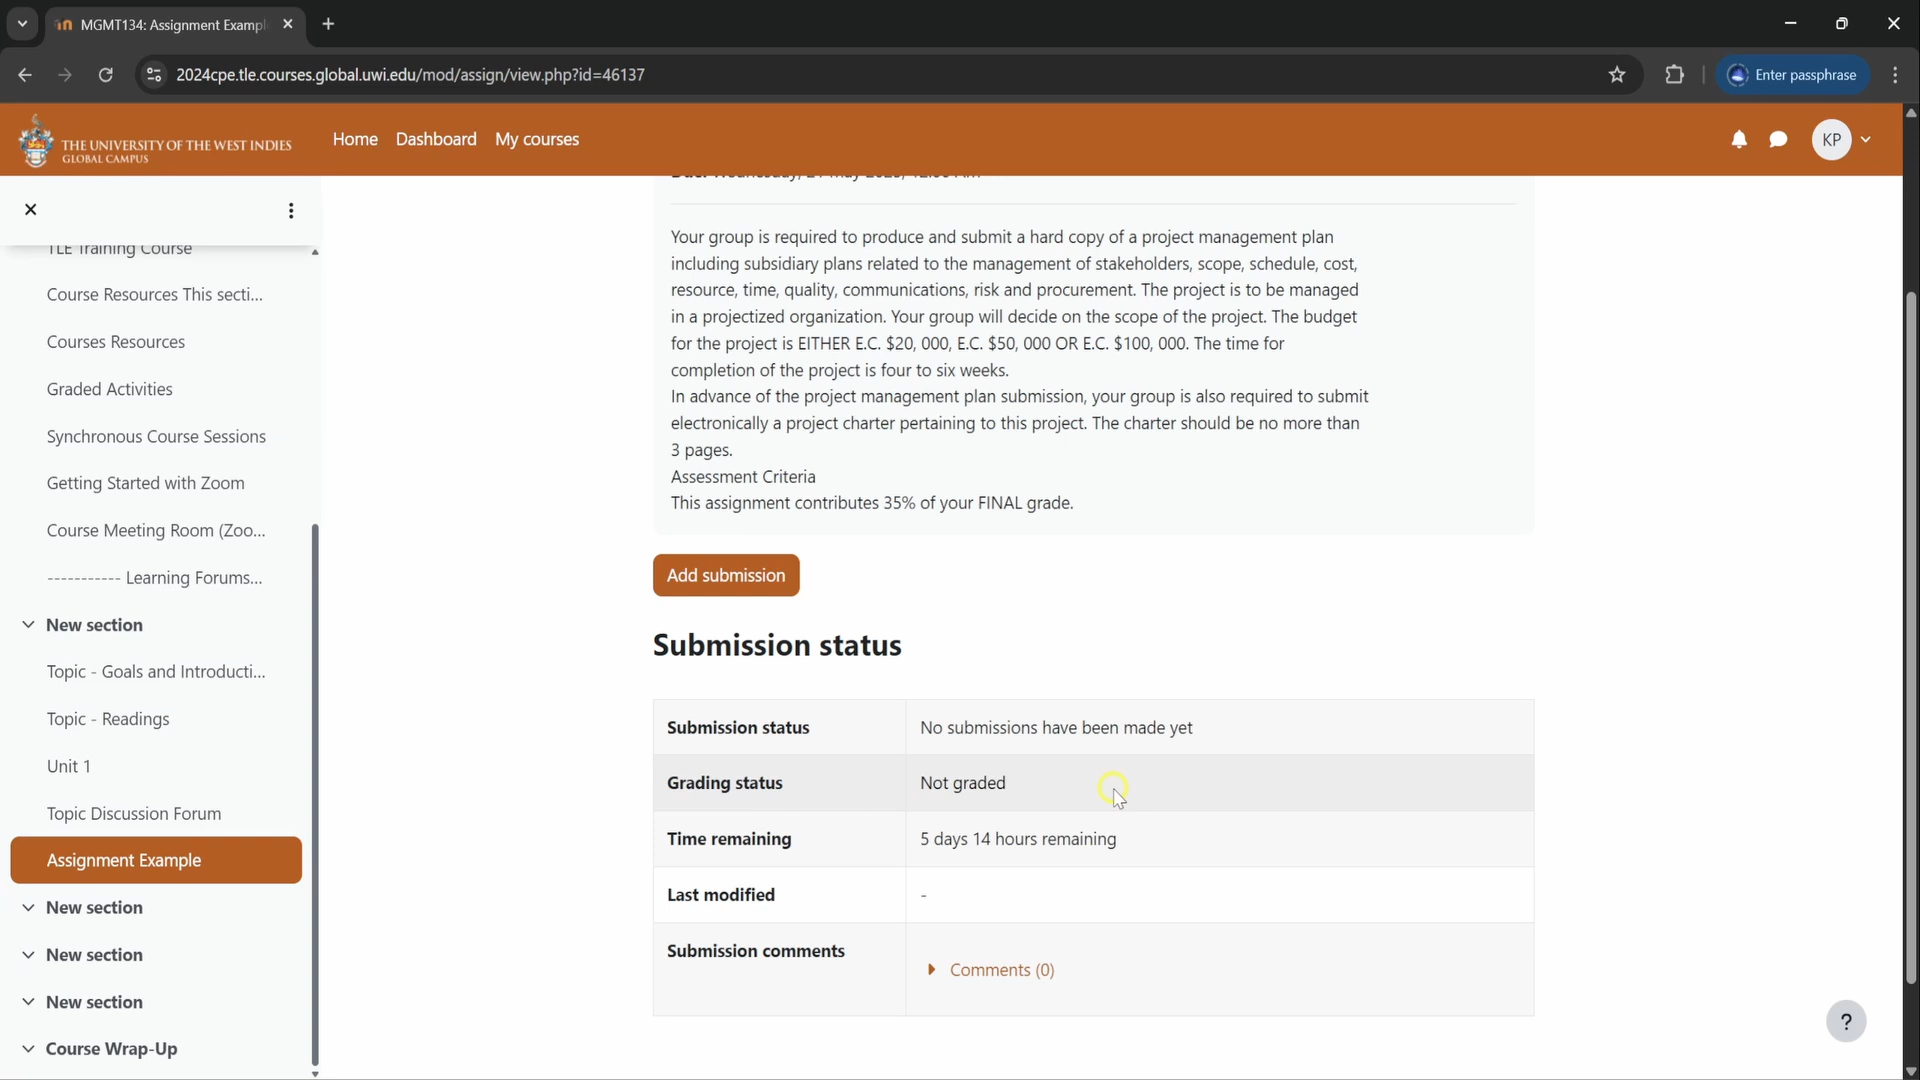 MGMT134: Assignment Exampl
2024cpe.tle.courses.global.uwi.edu/mod/assign/view.php?id=46137
Enter passphrase
THE UNIVERSITY OF THE WEST INDIES
GLOBAL CAMPUS
Home Dashboard My courses
KP
TLE Training Course
Course Resources This secti...
Courses Resources
Graded Activities
Synchronous Course Sessions
Getting Started with Zoom
Course Meeting Room (Zoo...
----------- Learning Forums...
New section
Topic - Goals and Introducti...
Topic - Readings
Unit 1
Topic Discussion Forum
Assignment Example
New section
New section
New section
Course Wrap-Up
Your group is required to produce and submit a hard copy of a project management plan
including subsidiary plans related to the management of stakeholders, scope, schedule, cost,
resource, time, quality, communications, risk and procurement. The project is to be managed
in a projectized organization. Your group will decide on the scope of the project. The budget
for the project is EITHER E.C. $20, 000, E.C. $50, 000 OR E.C. $100, 000. The time for
completion of the project is four to six weeks.
In advance of the project management plan submission, your group is also required to submit
electronically a project charter pertaining to this project. The charter should be no more than
3 pages.
Assessment Criteria
This assignment contributes 35% of your FINAL grade.
Add submission
Submission status
Submission status No submissions have been made yet
Grading status Not graded
Time remaining 5 days 14 hours remaining
Last modified -
Submission comments
Comments (0)
?